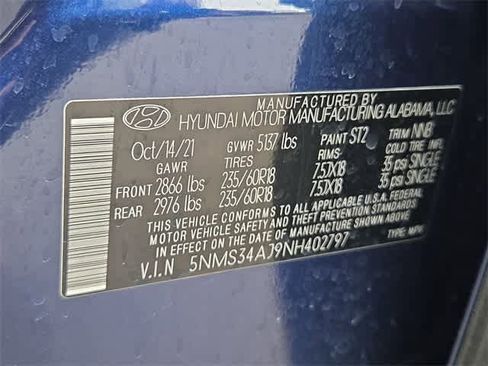 MANUFACTURED BY
HYUNDAI MOTOR MANUFACTURING ALABAMA, LLC
Oct/14/21 GVWR 5137 lbs PAINT ST2 TRIM NNB
GAWR TIRES RIMS COLD TIRE INFL
FRONT 2866 lbs 235/60R18 7.5JX18 35 psi SINGLE
REAR 2976 lbs 235/60R18 7.5JX18 35 psi SINGLE
THIS VEHICLE CONFORMS TO ALL APPLICABLE U.S.A. FEDERAL
MOTOR VEHICLE SAFETY AND THEFT PREVENTION STANDARDS
IN EFFECT ON THE DATE OF MANUFACTURE SHOWN ABOVE.
V.I.N 5NMS34AJ9NH402797 TYPE: MPV